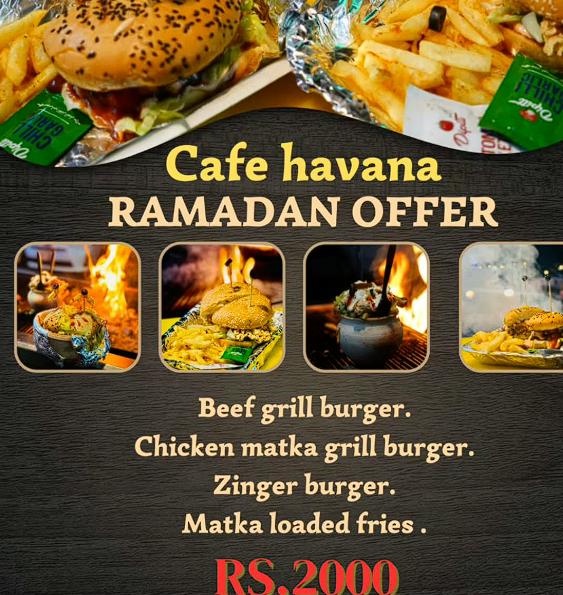 Cafe havana
RAMADAN OFFER
Beef grill burger.
Chicken matka grill burger.
Zinger burger.
Matka loaded fries .
RS.2000